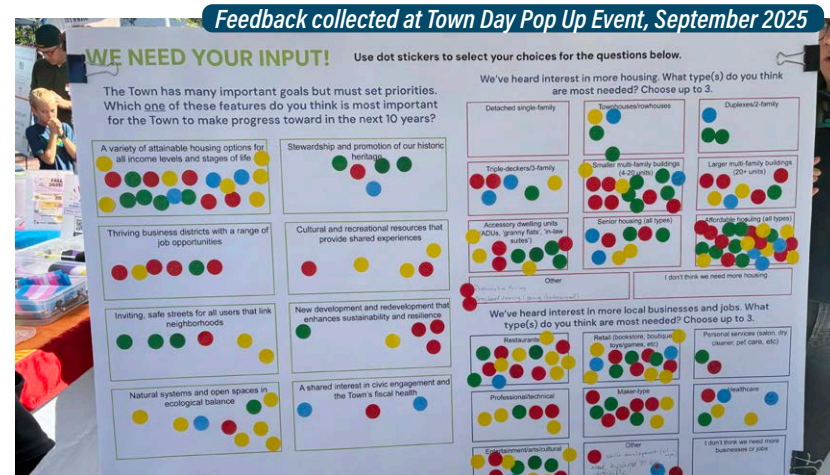 Feedback collected at Town Day Pop Up Event, September 2025
WE NEED YOUR INPUT!
Use dot stickers to select your choices for the questions below.
The Town has many important goals but must set priorities.
Which one of these features do you think is most important
for the Town to make progress toward in the next 10 years?
A variety of attainable housing options for
all income levels and stages of life
Stewardship and promotion of our historic
heritage
Thriving business districts with a range of
job opportunities
Cultural and recreational resources that
provide shared experiences
Inviting, safe streets for all users that link
neighborhoods
New development and redevelopment that
enhances sustainability and resilience
Natural systems and open spaces in
ecological balance
A shared interest in civic engagement and
the Town's fiscal health
We've heard interest in more housing. What type(s) do you think
are most needed? Choose up to 3.
Detached single-family
Townhouses/rowhouses
Duplexes/2-family
Triple-deckers/3-family
Smaller multi-family buildings
(4-20 units)
Larger multi-family buildings
(20+ units)
Accessory dwelling units
(ADUs, 'granny flats', 'in-law
suites')
Senior housing (all types)
Affordable housing (all types)
Other
I don't think we need more housing
We've heard interest in more local businesses and jobs. What
type(s) do you think are most needed? Choose up to 3.
Restaurants
Retail (bookstore, boutique,
toys/games, etc)
Personal services (salon, dry
cleaner, pet care, etc)
Professional/technical
Maker-type
Healthcare
Entertainment/arts/cultural
Other
I don't think we need more
businesses or jobs